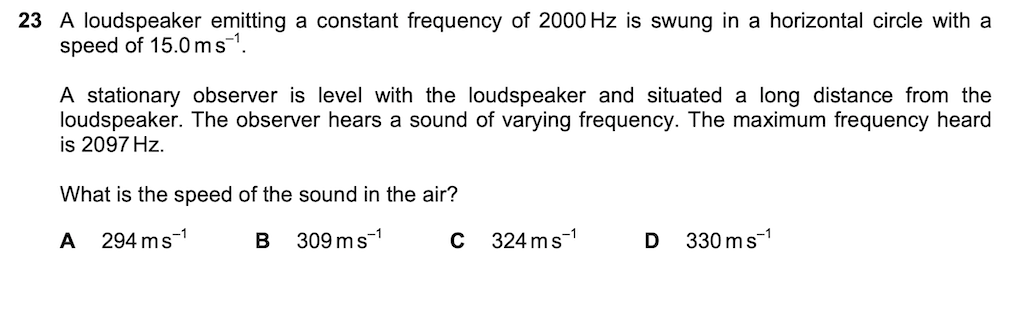 23 A loudspeaker emitting a constant frequency of 2000 Hz is swung in a horizontal circle with a
speed of 15.0 m s⁻¹.
A stationary observer is level with the loudspeaker and situated a long distance from the
loudspeaker. The observer hears a sound of varying frequency. The maximum frequency heard
is 2097 Hz.
What is the speed of the sound in the air?
A 294 m s⁻¹ B 309 m s⁻¹ C 324 m s⁻¹ D 330 m s⁻¹